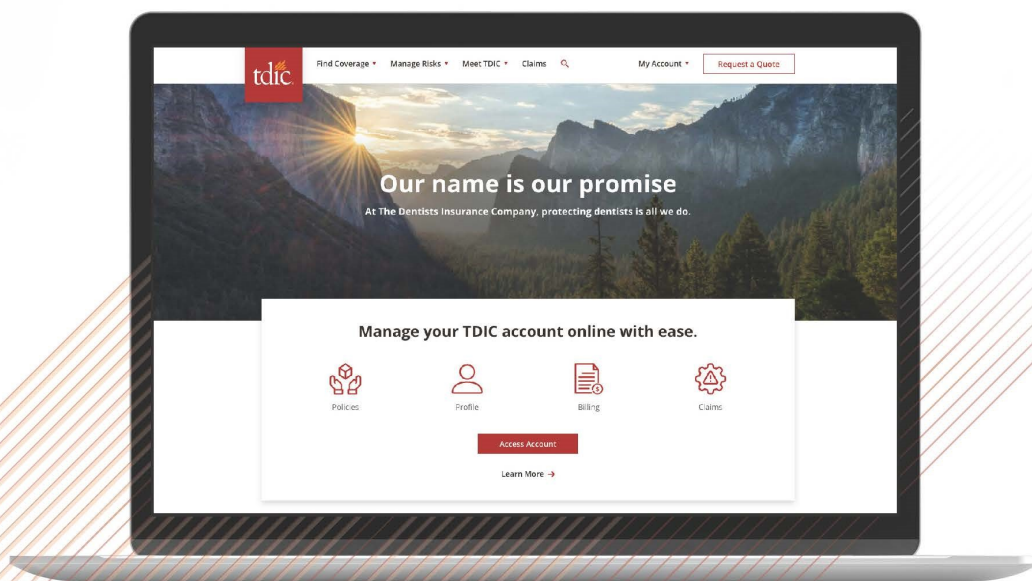 tdic
Find Coverage
Manage Risks
Meet TDIC
Claims
My Account
Request a Quote
Our name is our promise
At The Dentists Insurance Company, protecting dentists is all we do.
Manage your TDIC account online with ease.
Policies
Profile
Billing
Claims
Access Account
Learn More →